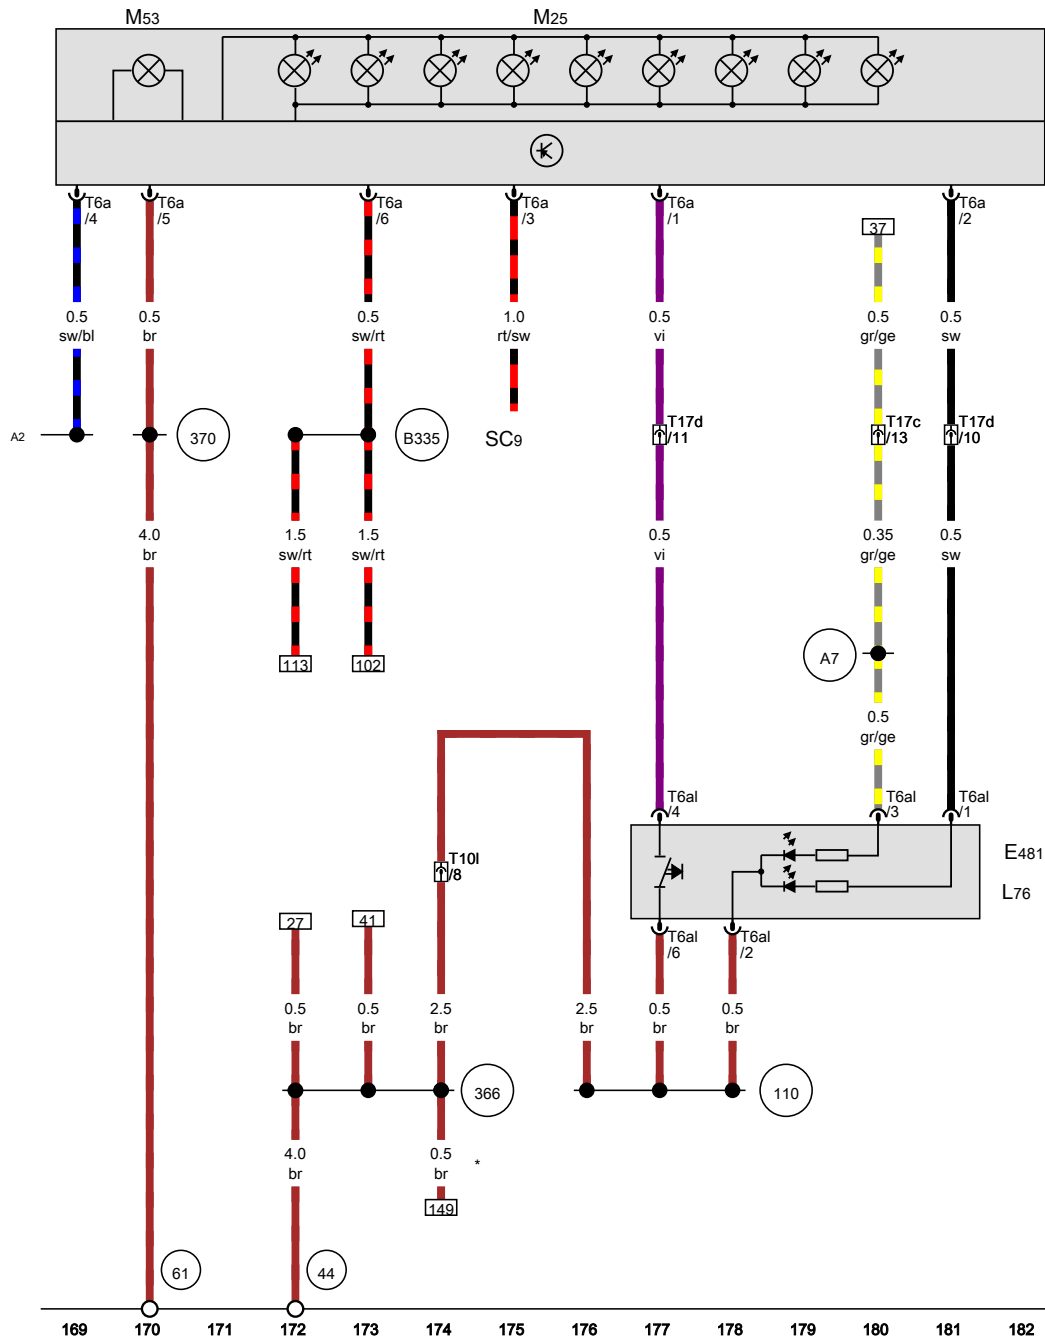 M53 M25
T6a T6a T6a T6a T6a T6a
/4 /5 /6 /3 /1 /2
37
0.5 0.5 0.5 1.0 0.5 0.5 0.5
sw/bl br sw/rt rt/sw vi gr/ge sw
A2 370 B335 SC9 T17d T17c T17d
/11 /13 /10
4.0 1.5 1.5 0.5 0.35 0.5
br sw/rt sw/rt vi gr/ge sw
113 102 A7
0.5
gr/ge
T6al T6al T6al
/4 /3 /1
T10l E481
/8 L76
27 41
T6al T6al
/6 /2
0.5 0.5 2.5 2.5 0.5 0.5
br br br br br br
366 110
4.0 0.5 *
br br
149
61 44
169 170 171 172 173 174 175 176 177 178 179 180 181 182